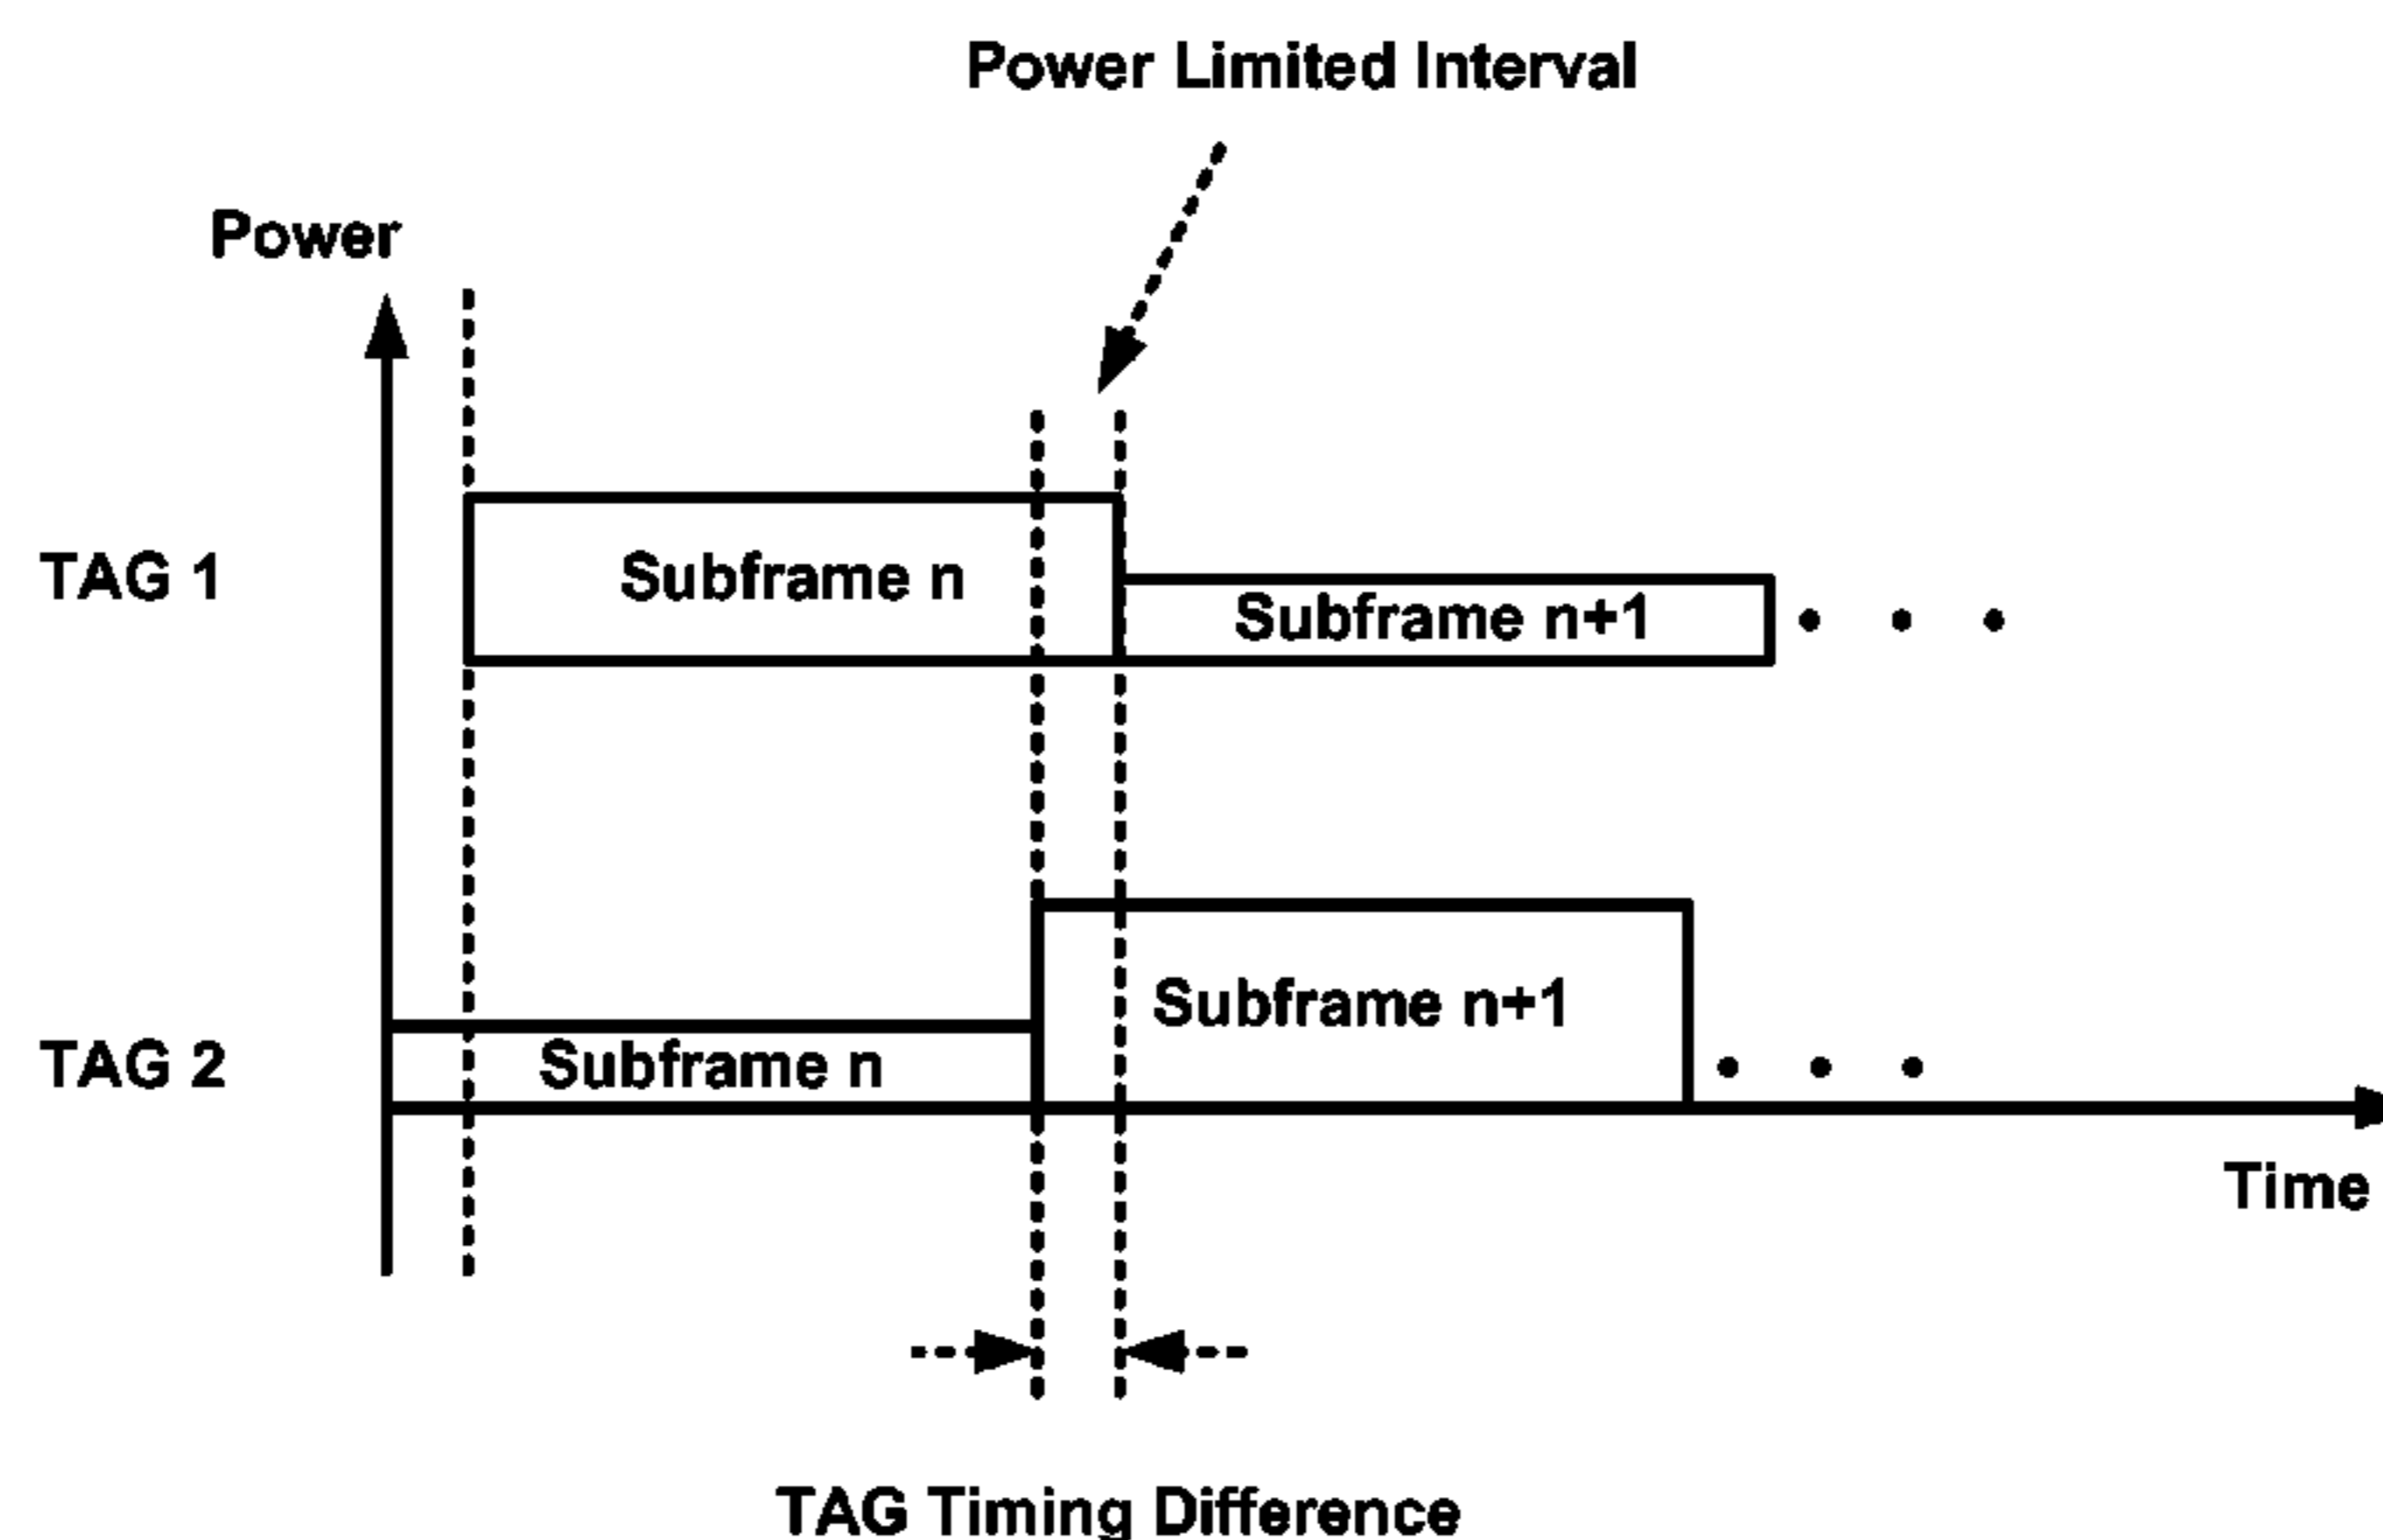 Power Limited Interval
Power
TAG 1
Subframe n
Subframe n+1
TAG 2
Subframe n
Subframe n+1
Time
TAG Timing Difference